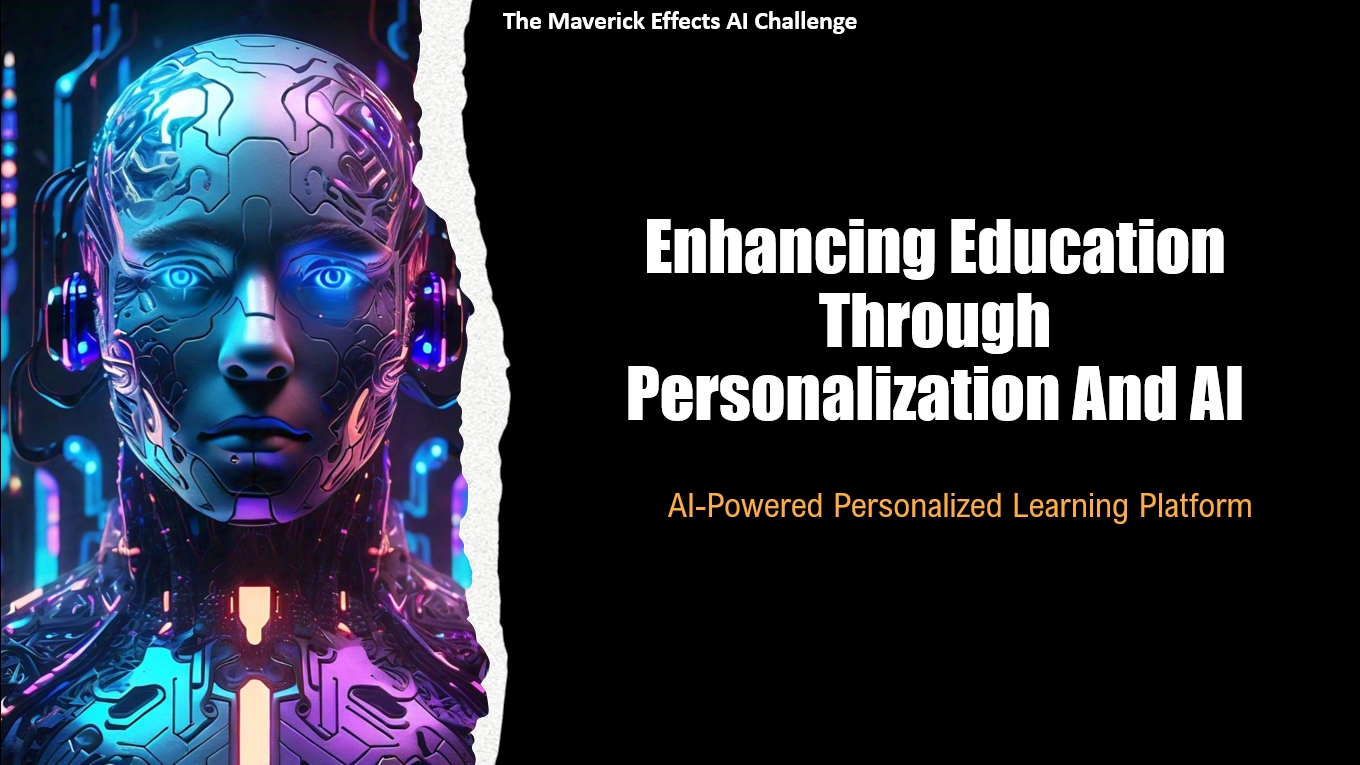 The Maverick Effects AI Challenge
Enhancing Education
Through
Personalization And AI
AI-Powered Personalized Learning Platform